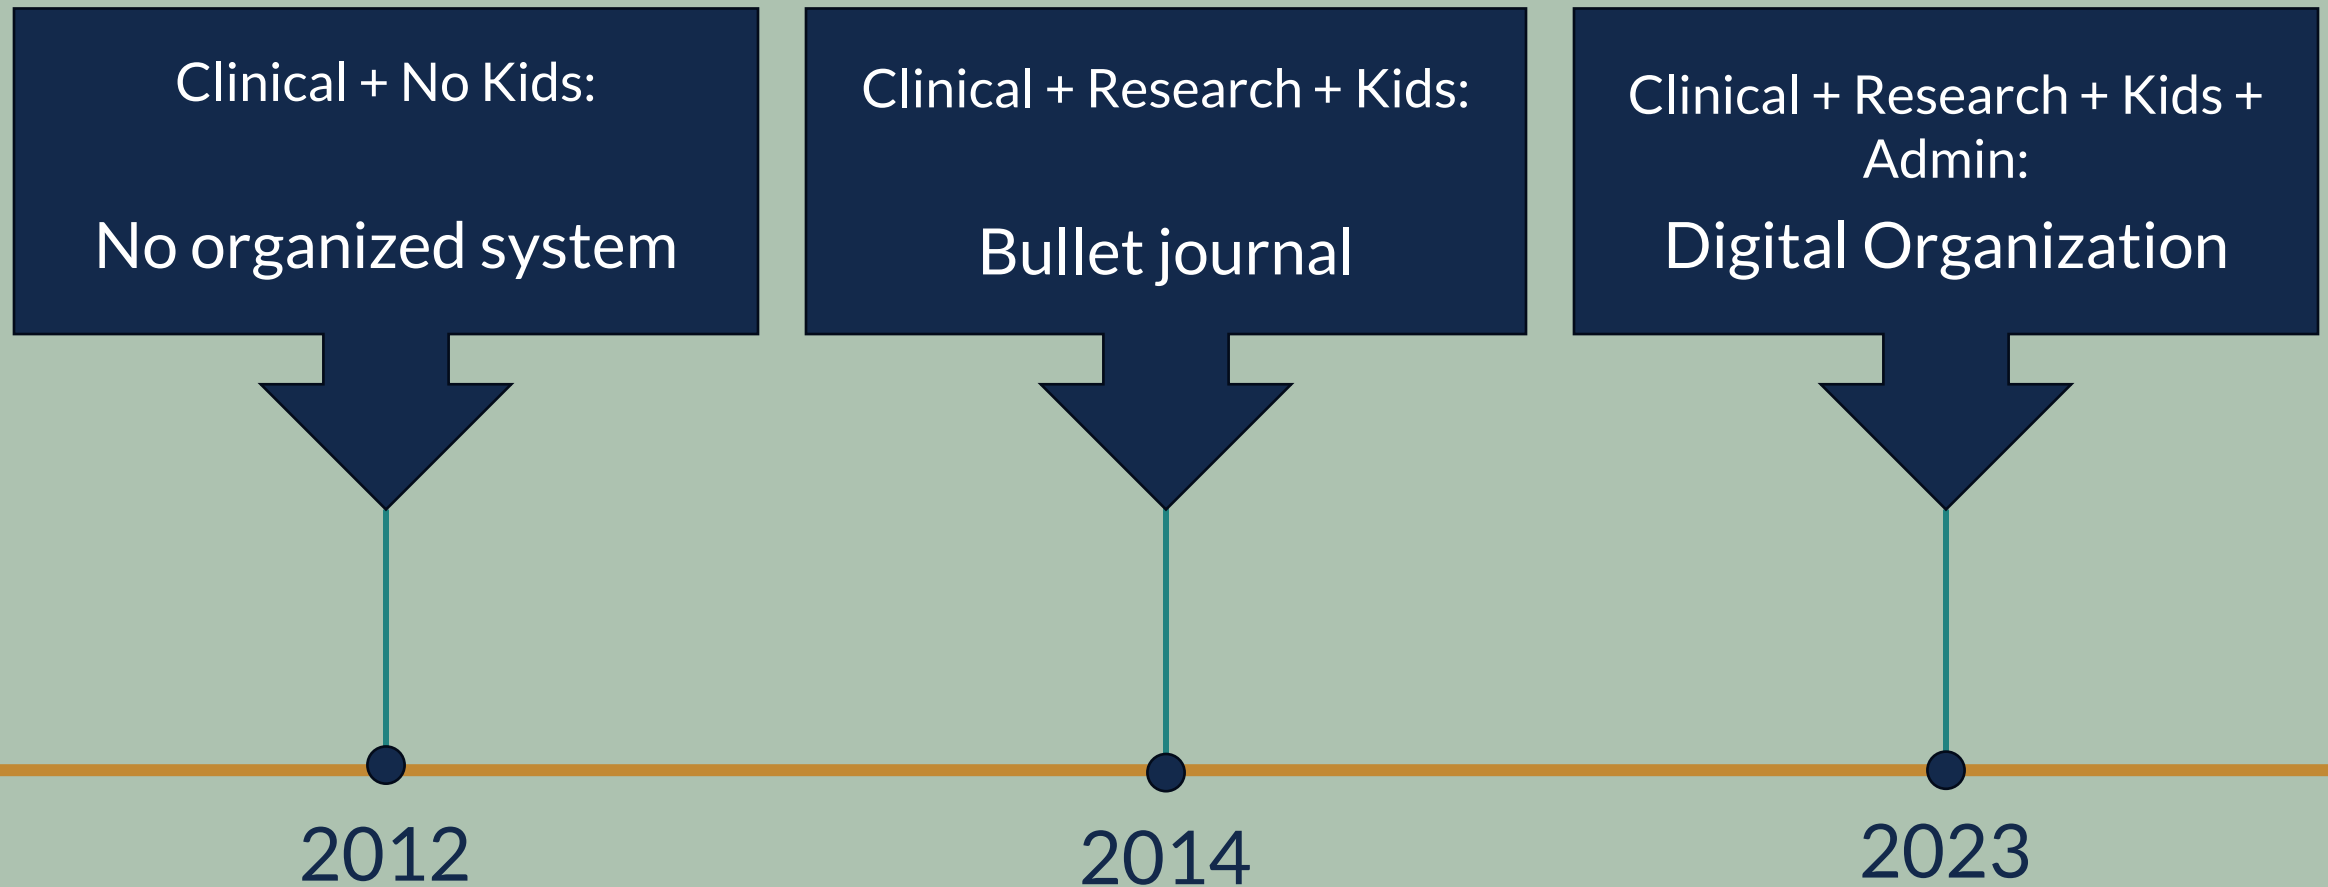 Clinical + No Kids:
No organized system
Clinical + Research + Kids:
Bullet journal
Clinical + Research + Kids +
Admin:
Digital Organization
2012
2014
2023